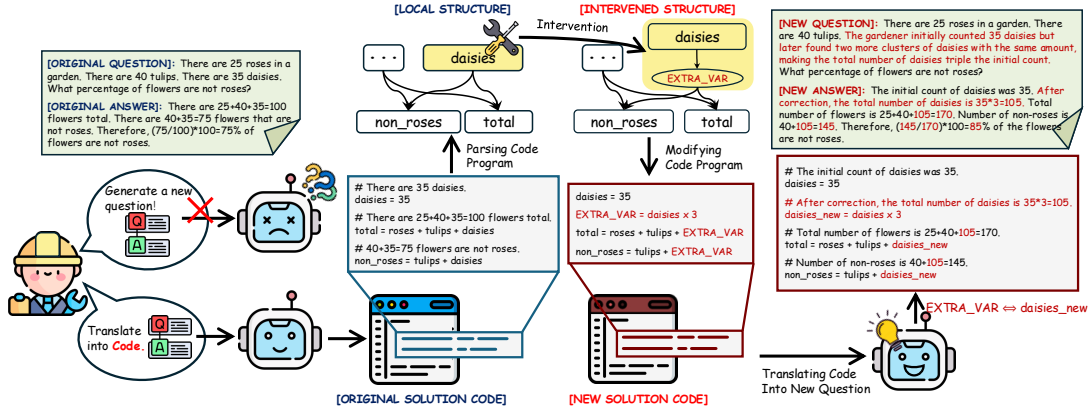 [LOCAL STRUCTURE]
[INTERVENED STRUCTURE]
[ORIGINAL QUESTION]: There are 25 roses in a
garden. There are 40 tulips. There are 35 daisies.
What percentage of flowers are not roses?
[ORIGINAL ANSWER]: There are 25+40+35=100
flowers total. There are 40+35=75 flowers that are
not roses. Therefore, (75/100)*100=75% of
flowers are not roses.
...
daisies
non_roses
total
Intervention
...
daisies
EXTRA_VAR
non_roses
total
[NEW QUESTION]: There are 25 roses in a garden. There
are 40 tulips. The gardener initially counted 35 daisies but
later found two more clusters of daisies with the same amount,
making the total number of daisies triple the initial count.
What percentage of flowers are not roses?
[NEW ANSWER]: The initial count of daisies was 35. After
correction, the total number of daisies is 35*3=105. Total
number of flowers is 25+40+105=170. Number of non-roses is
40+105=145. Therefore, (145/170)*100=85% of the flowers
are not roses.
Parsing Code
Program
Modifying
Code Program
Generate a new
question!
Q
A
Translate
into Code.
Q
A
# There are 35 daisies.
daisies = 35
# There are 25+40+35=100 flowers total.
total = roses + tulips + daisies
# 40+35=75 flowers are not roses.
non_roses = tulips + daisies
daisies = 35
EXTRA_VAR = daisies x 3
total = roses + tulips + EXTRA_VAR
non_roses = tulips + EXTRA_VAR
# The initial count of daisies was 35.
daisies = 35
# After correction, the total number of daisies is 35*3=105.
daisies_new = daisies x 3
# Total number of flowers is 25+40+105=170.
total = roses + tulips + daisies_new
# Number of non-roses is 40+105=145.
non_roses = tulips + daisies_new
EXTRA_VAR ⇔ daisies_new
Translating Code
Into New Question
[ORIGINAL SOLUTION CODE]
[NEW SOLUTION CODE]